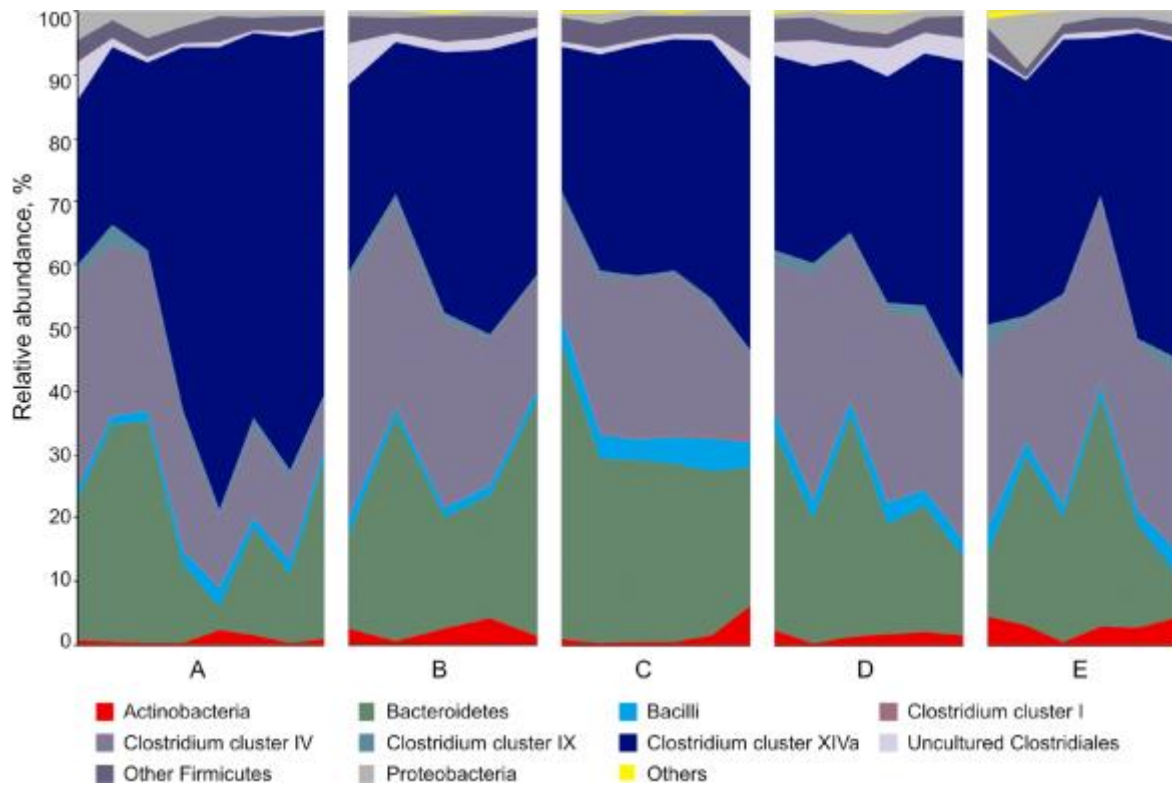 Relative abundance, %
100
90
80
70
60
50
40
30
20
10
0
A B C D E
Actinobacteria Bacteroidetes Bacilli Clostridium cluster I
Clostridium cluster IV Clostridium cluster IX Clostridium cluster XIVa Uncultured Clostridiales
Other Firmicutes Proteobacteria Others